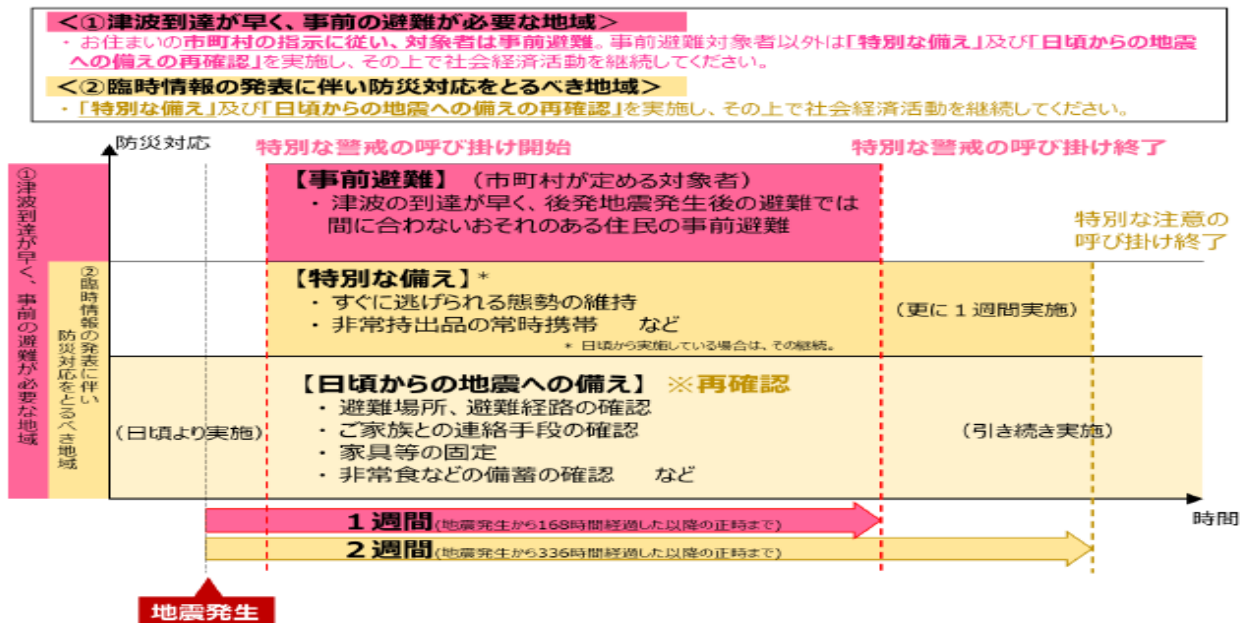 ＜①津波到達が早く、事前の避難が必要な地域＞
・お住まいの市町村の指示に従い、対象者は事前避難。事前避難対象者以外は「特別な備え」及び「日頃からの地震
への備えの再確認」を実施し、その上で社会経済活動を継続してください。
＜②臨時情報の発表に伴い防災対応をとるべき地域＞
・「特別な備え」及び「日頃からの地震への備えの再確認」を実施し、その上で社会経済活動を継続してください。
防災対応
特別な警戒の呼び掛け開始
特別な警戒の呼び掛け終了
①津波到達が早く、事前の避難が必要な地域
②臨時情報の発表に伴い
防災対応をとるべき地域
【事前避難】（市町村が定める対象者）
・津波の到達が早く、後発地震発生後の避難では
間に合わないおそれのある住民の事前避難
特別な注意の
呼び掛け終了
【特別な備え】*
・すぐに逃げられる態勢の維持
・非常持出品の常時携帯　など
* 日頃から実施している場合は、その継続。
（更に１週間実施）
【日頃からの地震への備え】 ※再確認
・避難場所、避難経路の確認
・ご家族との連絡手段の確認
・家具等の固定
・非常食などの備蓄の確認　など
（日頃より実施）
（引き続き実施）
時間
１週間(地震発生から168時間経過した以降の正時まで)
２週間(地震発生から336時間経過した以降の正時まで)
地震発生